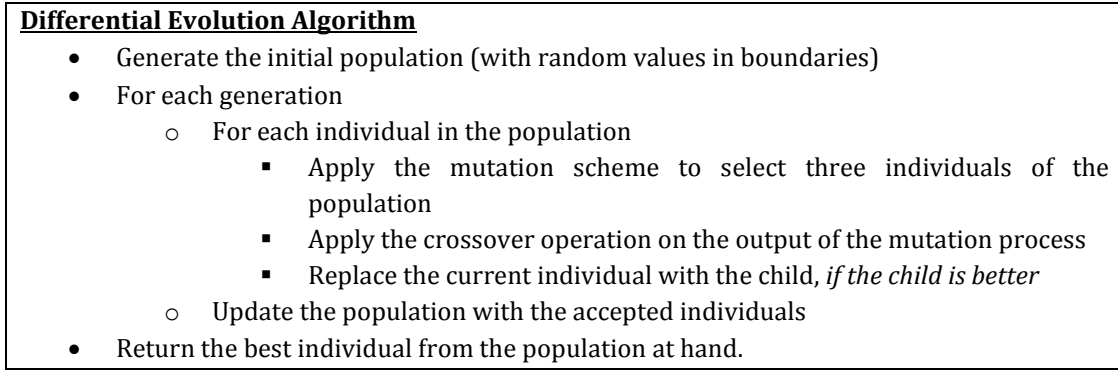 Differential Evolution Algorithm
• Generate the initial population (with random values in boundaries)
• For each generation
o For each individual in the population
▪ Apply the mutation scheme to select three individuals of the
population
▪ Apply the crossover operation on the output of the mutation process
▪ Replace the current individual with the child, if the child is better
o Update the population with the accepted individuals
• Return the best individual from the population at hand.